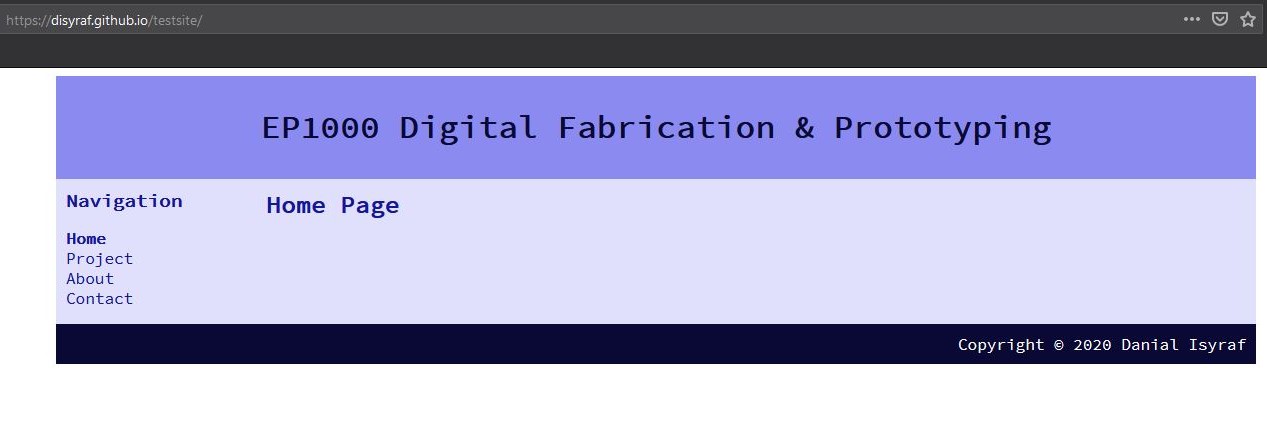 https://disyraf.github.io/testsite/
EP1000 Digital Fabrication & Prototyping
Navigation
Home Page
Home
Project
About
Contact
Copyright © 2020 Danial Isyraf